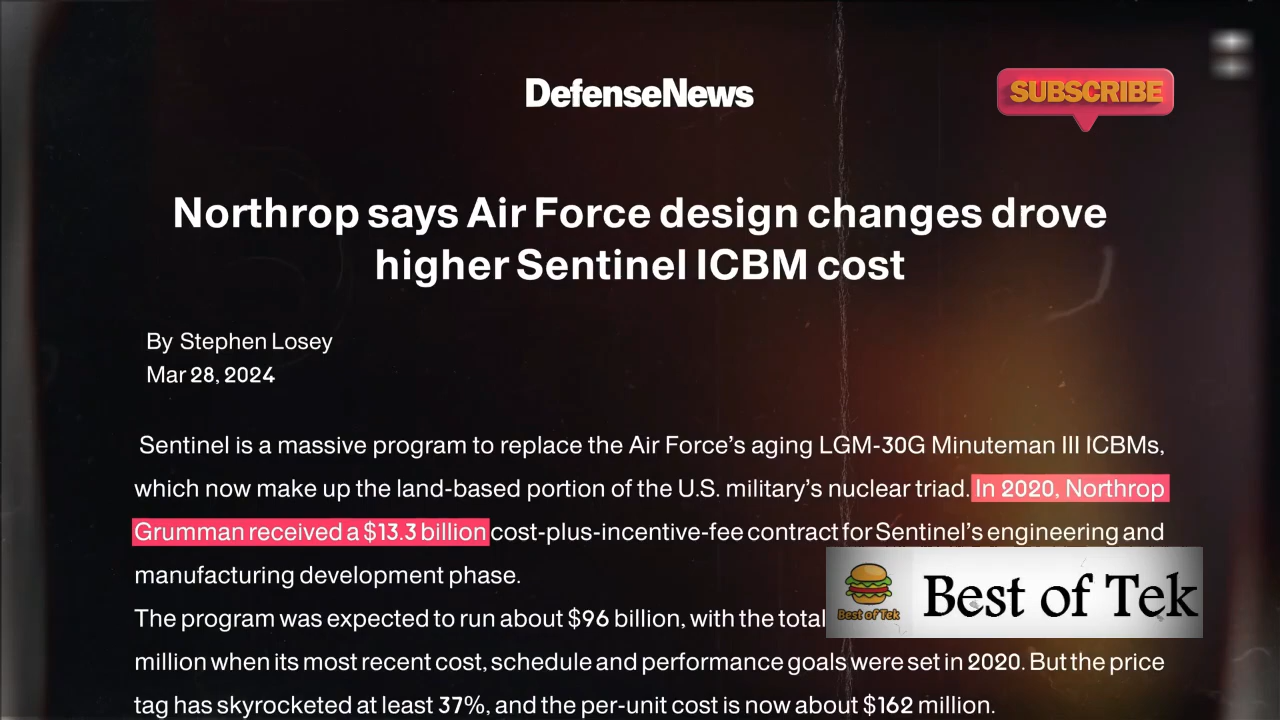 DefenseNews
SUBSCRIBE
Northrop says Air Force design changes drove
higher Sentinel ICBM cost
By Stephen Losey
Mar 28, 2024
Sentinel is a massive program to replace the Air Force's aging LGM-30G Minuteman III ICBMs,
which now make up the land-based portion of the U.S. military's nuclear triad. In 2020, Northrop
Grumman received a $13.3 billion cost-plus-incentive-fee contract for Sentinel's engineering and
manufacturing development phase.
Best of Tek
Best of Tek
The program was expected to run about $96 billion, with the total
million when its most recent cost, schedule and performance goals were set in 2020. But the price
tag has skyrocketed at least 37%, and the per-unit cost is now about $162 million.